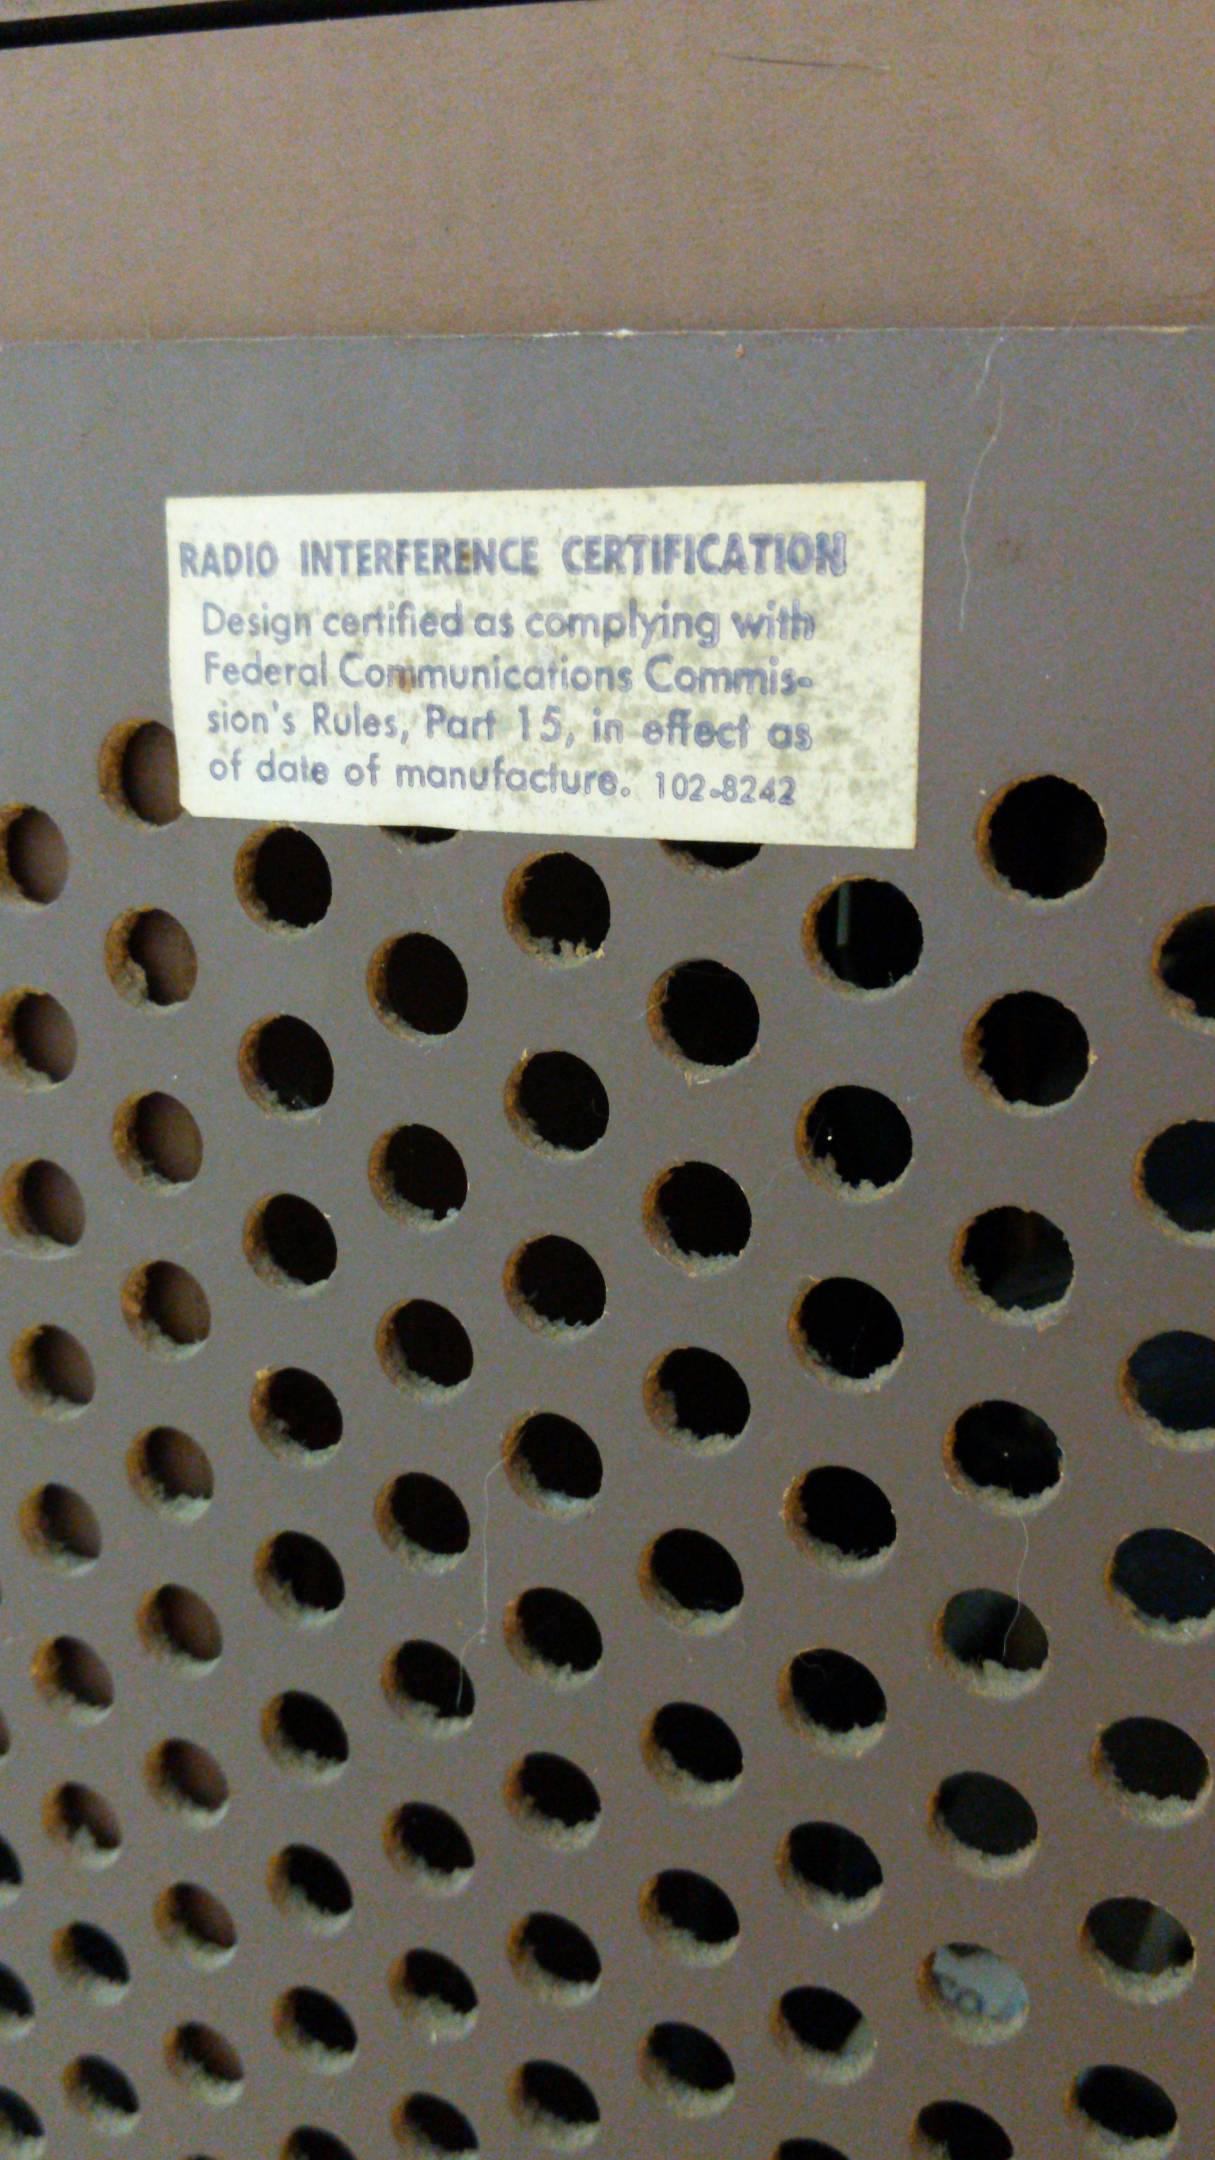 RADIO INTERFERENCE CERTIFICATION
Design certified as complying with
Federal Communications Commis-
sion's Rules, Part 15, in effect as
of date of manufacture. 102-8242